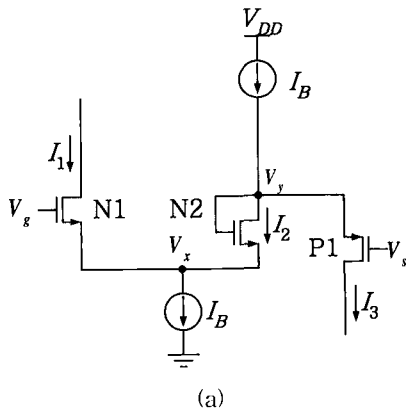 V_DD
I_B
I_1
V_g
N1
N2
V_y
I_2
V_x
P1
V_s
I_3
I_B
(a)